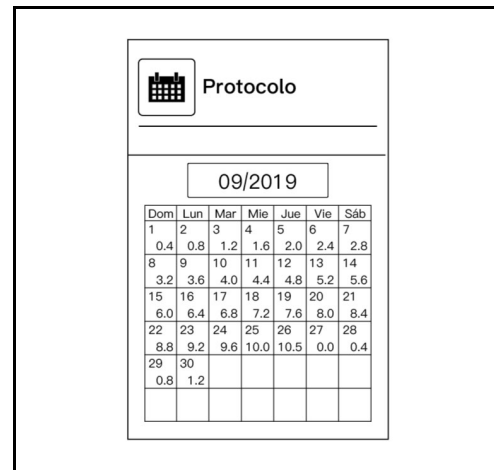 Protocolo
09/2019
Dom Lun Mar Mie Jue Vie Sáb
1 2 3 4 5 6 7
0.4 0.8 1.2 1.6 2.0 2.4 2.8
8 9 10 11 12 13 14
3.2 3.6 4.0 4.4 4.8 5.2 5.6
15 16 17 18 19 20 21
6.0 6.4 6.8 7.2 7.6 8.0 8.4
22 23 24 25 26 27 28
8.8 9.2 9.6 10.0 10.5 0.0 0.4
29 30
0.8 1.2